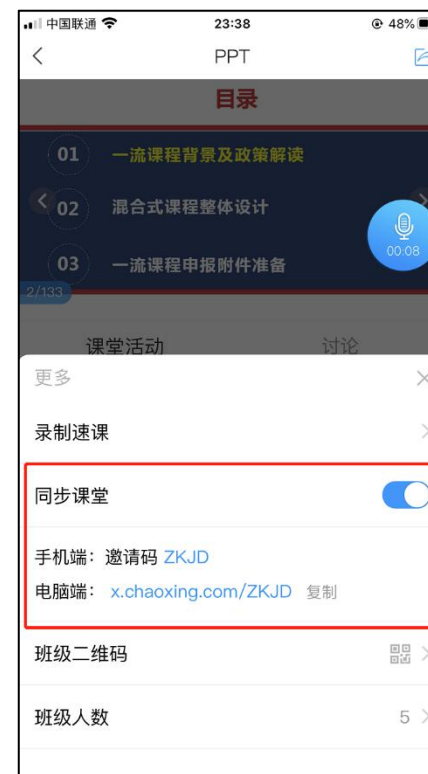 中国联通 23:38 48%
PPT
目录
01 一流课程背景及政策解读
02 混合式课程整体设计
03 一流课程申报附件准备
00:08
2/133
课堂活动 讨论
更多
录制速课
同步课堂
手机端：邀请码 ZKJD
电脑端： x.chaoxing.com/ZKJD 复制
班级二维码
班级人数 5